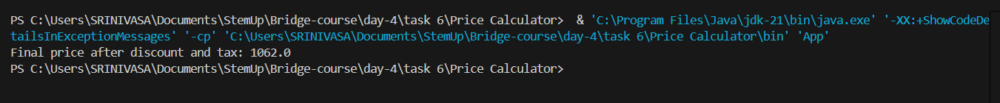 PS C:\Users\SRINIVASA\Documents\StemUp\Bridge-course\day-4\task 6\Price Calculator>  & 'C:\Program Files\Java\jdk-21\bin\java.exe' '-XX:+ShowCodeDe
tailsInExceptionMessages' '-cp' 'C:\Users\SRINIVASA\Documents\StemUp\Bridge-course\day-4\task 6\Price Calculator\bin' 'App'
Final price after discount and tax: 1062.0
PS C:\Users\SRINIVASA\Documents\StemUp\Bridge-course\day-4\task 6\Price Calculator>